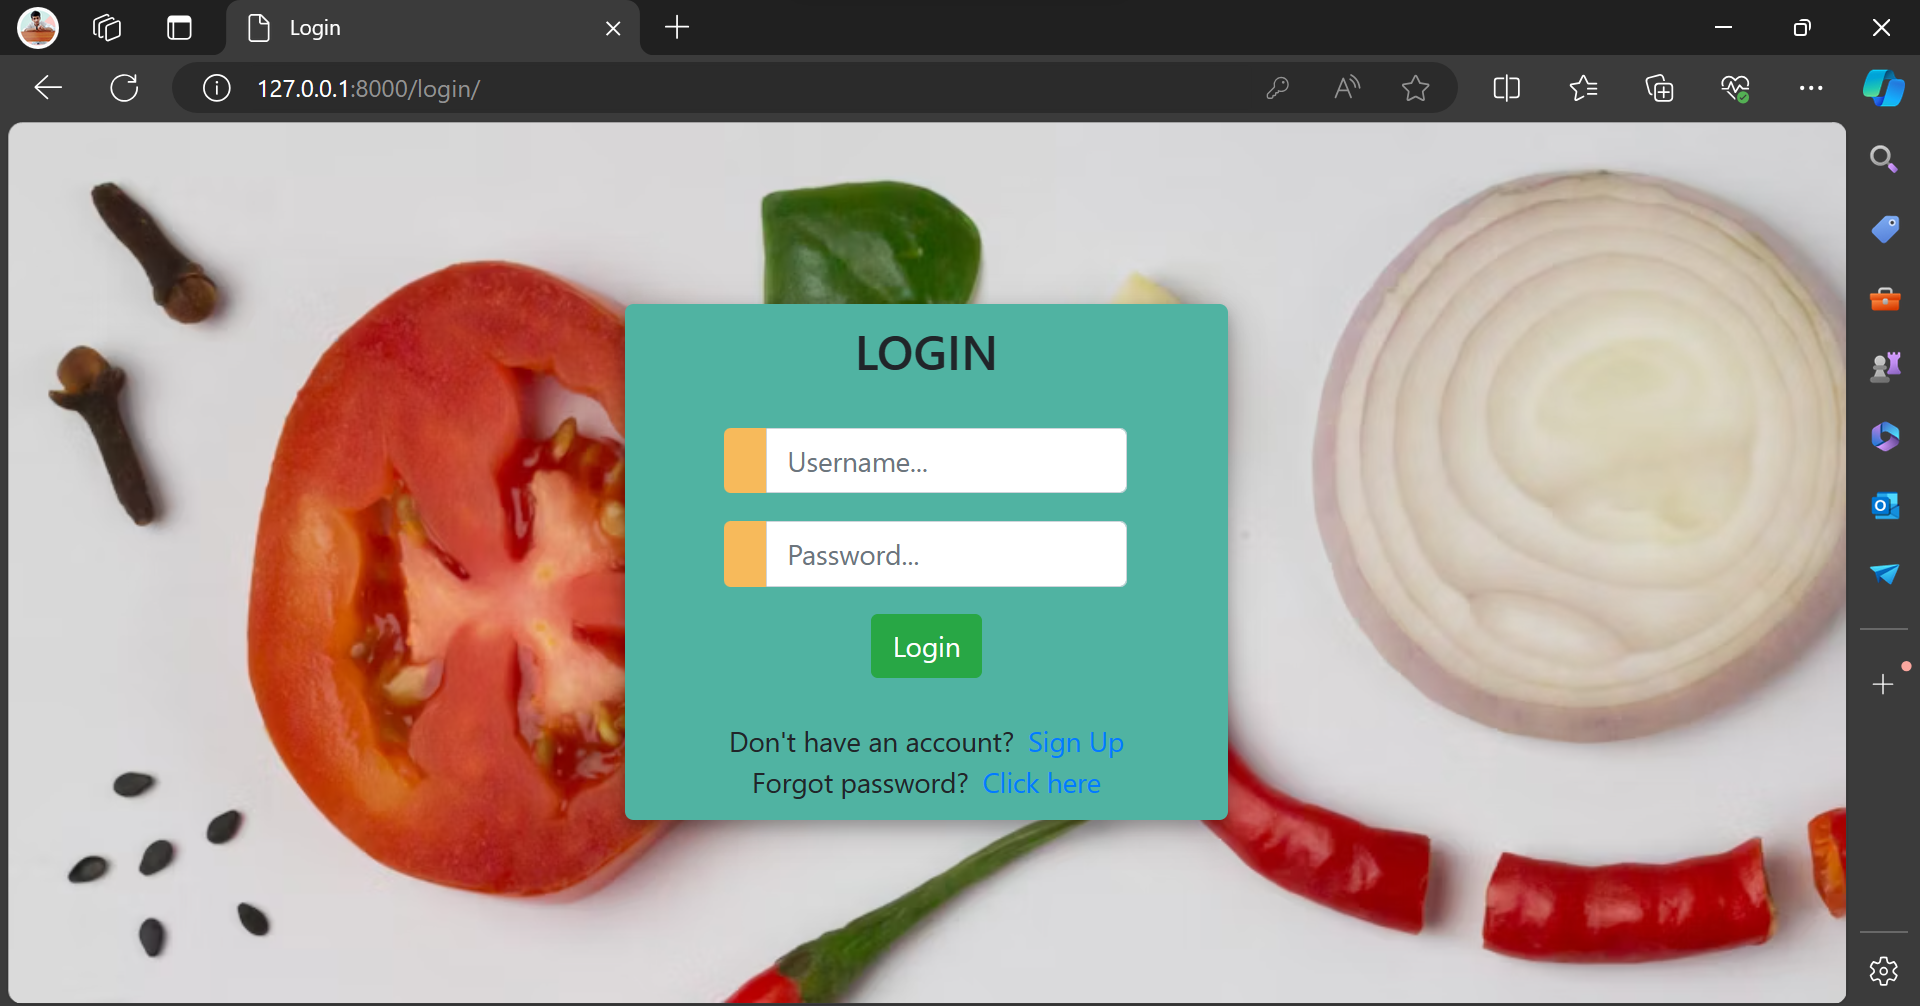 Login
127.0.0.1:8000/login/
LOGIN
Username...
Password...
Login
Don't have an account? Sign Up
Forgot password? Click here